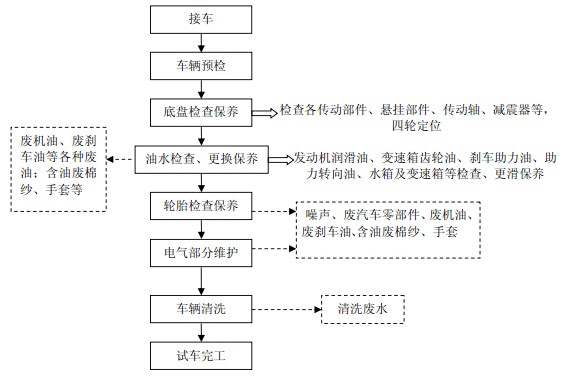 接车
车辆预检
底盘检查保养
检查各传动部件、悬挂部件、传动轴、减震器等，
四轮定位
废机油、废刹
车油等各种废
油；含油废棉
纱、手套等
油水检查、更换保养
发动机润滑油、变速箱齿轮油、刹车助力油、助
力转向油、水箱及变速箱等检查、更滑保养
轮胎检查保养
噪声、废汽车零部件、废机油、
废刹车油、含油废棉纱、手套
电气部分维护
车辆清洗
清洗废水
试车完工